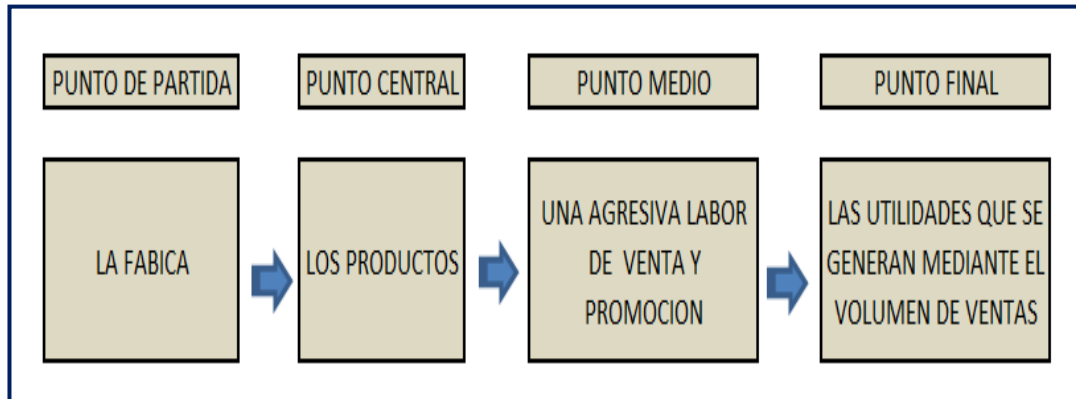 PUNTO DE PARTIDA
PUNTO CENTRAL
PUNTO MEDIO
PUNTO FINAL
LA FABICA
LOS PRODUCTOS
UNA AGRESIVA LABOR
DE VENTA Y
PROMOCION
LAS UTILIDADES QUE SE
GENERAN MEDIANTE EL
VOLUMEN DE VENTAS